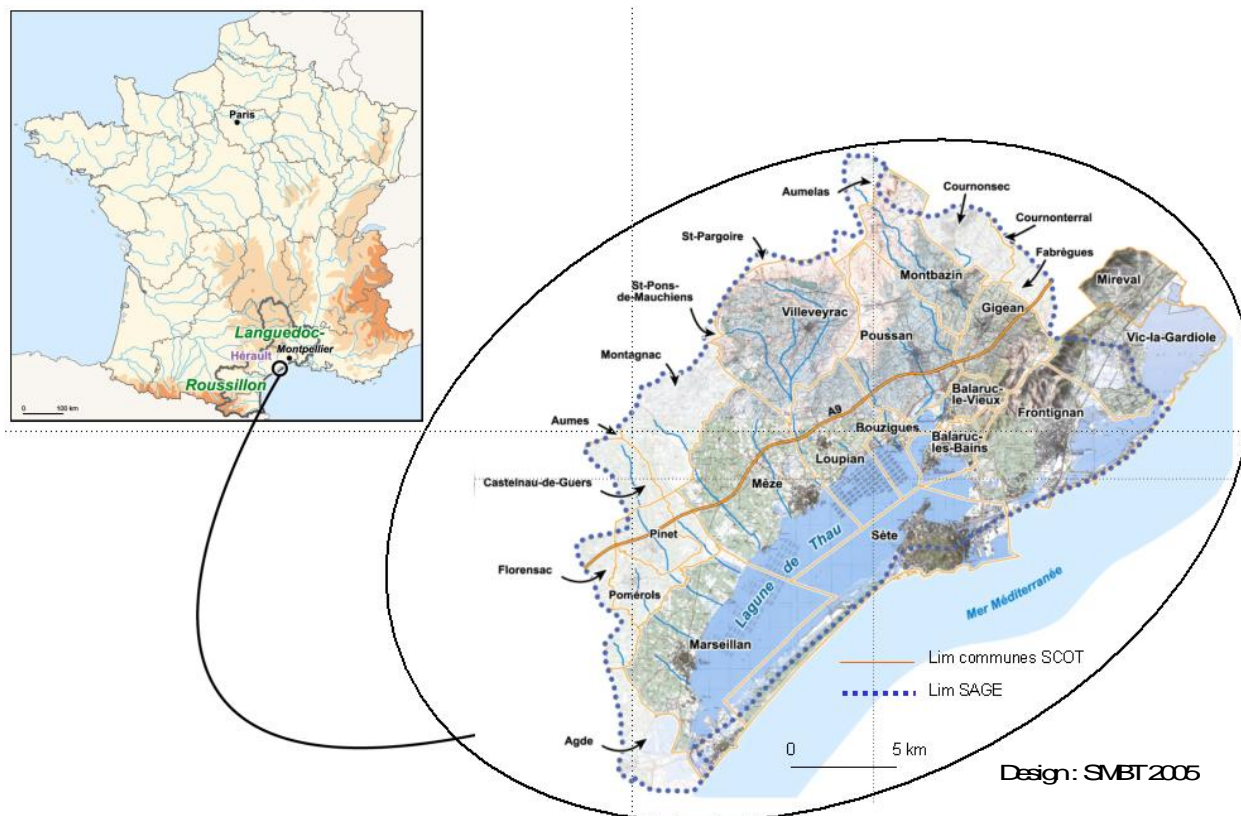 Paris
Languedoc-
Hérault
Montpellier
Roussillon
0 100 km
Aumelas
Cournonsec
Cournonterral
St-Pargoire
Fabrègues
Montbazin
Mireval
St-Pons-
de-Mauchiens
Villeveyrac
Gigean
Poussan
Vic-la-Gardiole
Montagnac
Balaruc-
le-Vieux
A9
Frontignan
Aumes
Bouzigues
Balaruc-
les-Bains
Loupian
Castelnau-de-Guers
Mèze
Pinet
Sète
Lagune de Thau
Florensac
Pomérols
Mer Méditerranée
Marseillan
Lim communes SCOT
Lim SAGE
Agde
0 5 km
Design : SMBT 2005